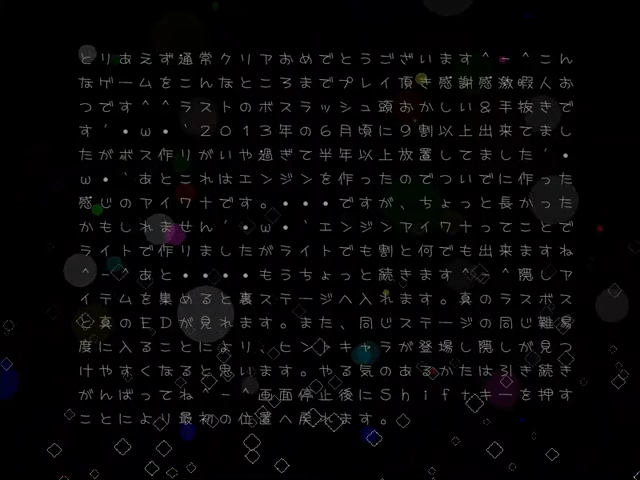 とりあえず通常クリアおめでとうございます＾－＾こん
なゲームをこんなところまでプレイ頂き感謝感激暇人お
つです＾＾ラストのボスラッシュ頭おかしい＆手抜きで
す´・ω・｀２０１３年の６月頃に９割以上出来てまし
たがボス作りがいや過ぎて半年以上放置してました´・
ω・｀あとこれはエンジンを作ったのでついでに作った
感じのアイワナです。・・・ですが、ちょっと長かった
かもしれません´・ω・｀エンジンアイワナってことで
ライトで作りましたがライトでも割と何でも出来ますね
＾－＾あと・・・・もうちょっと続きます＾－＾隠しア
イテムを集めると裏ステージへ入れます。真のラスボス
と真のＥＤが見れます。また、同じステージの同じ難易
度に入ることにより、ヒントキャラが登場し隠しが見つ
けやすくなると思います。やる気のあるかたは引き続き
がんばってね＾－＾画面停止後にＳｈｉｆｔキーを押す
ことにより最初の位置へ戻れます。